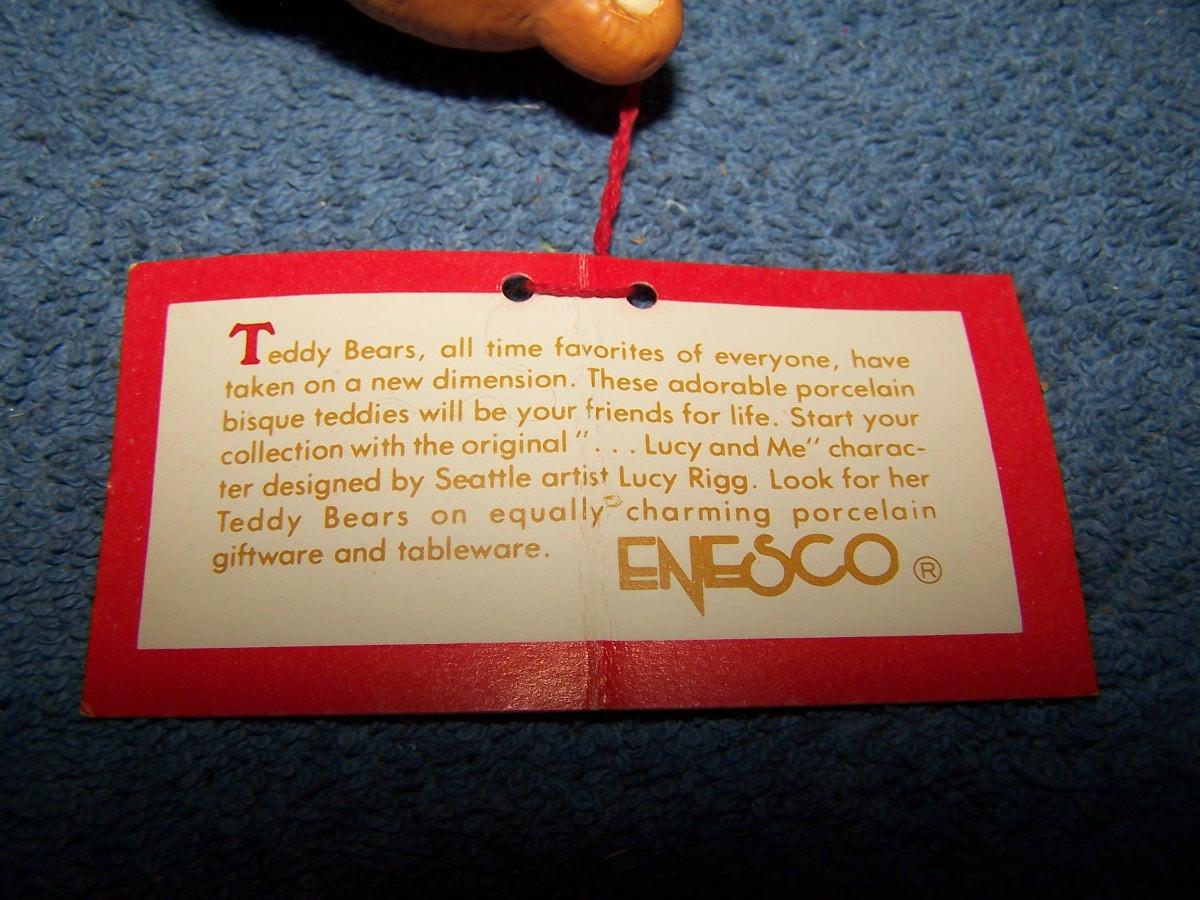 Teddy Bears, all time favorites of everyone, have
taken on a new dimension. These adorable porcelain
bisque teddies will be your friends for life. Start your
collection with the original ". . . Lucy and Me" charac-
ter designed by Seattle artist Lucy Rigg. Look for her
Teddy Bears on equally charming porcelain
giftware and tableware.
ENESCO ®